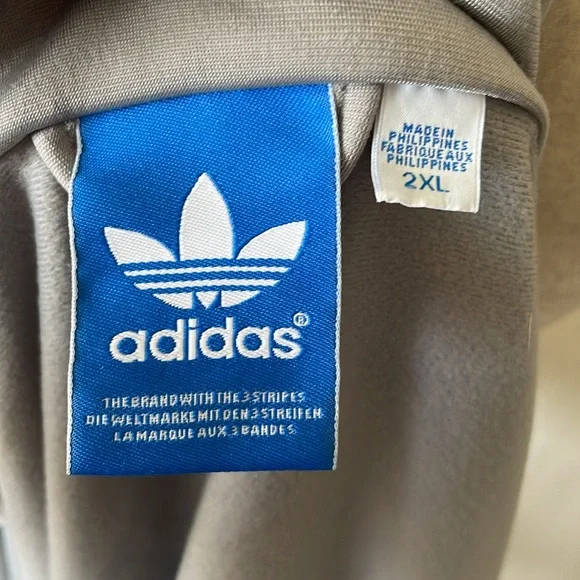 adidas®
THE BRAND WITH THE 3 STRIPES
DIE WELTMARKE MIT DEN 3 STREIFEN
LA MARQUE AUX 3 BANDES
MADE IN
PHILIPPINES
FABRIQUE AUX
PHILIPPINES
2XL